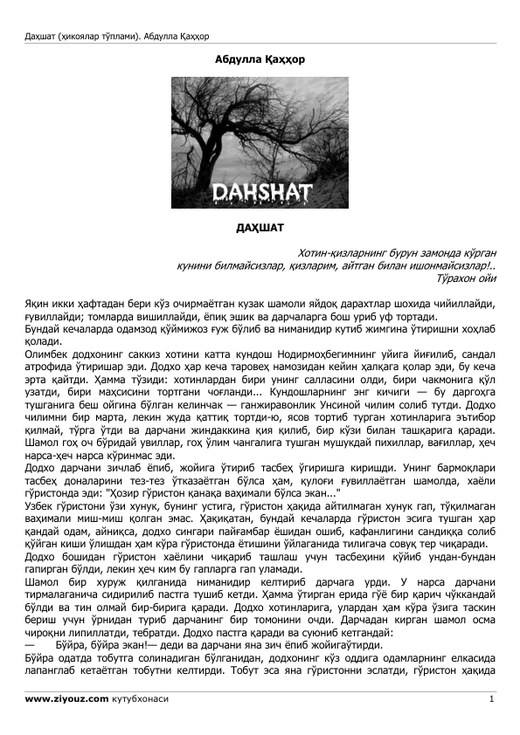 Даҳшат (ҳикоялар тўплами). Абдулла Қаҳҳор
Абдулла Қаҳҳор
DAHSHAT
ДАҲШАТ
Хотин-қизларнинг бурун замонда кўрган
кунини билмайсизлар, қизларим, айтган билан ишонмайсизлар!..
Тўрахон ойи
Яқин икки ҳафтадан бери кўз очирмаётган кузак шамоли яйдоқ дарахтлар шохида чийиллайди,
ғувиллайди; томларда вишиллайди, ёпиқ эшик ва дарчаларга бош уриб уф тортади.
Бундай кечаларда одамзод қўймижоз ғуж бўлиб ва ниманидир кутиб жимгина ўтиришни хоҳлаб
қолади.
Олимбек додхонинг саккиз хотини катта кундош Нодирмоҳбегимнинг уйига йиғилиб, сандал
атрофида ўтиришар эди. Додхо ҳар кеча таровеҳ намозидан кейин ҳалқага қолар эди, бу кеча
эрта қайтди. Ҳамма тўзиди: хотинлардан бири унинг салласини олди, бири чакмонига қўл
узатди, бири маҳсисини тортгани чоғланди... Кундошларнинг энг кичиги — бу даргоҳга
тушганига беш ойгина бўлган келинчак — ганжиравонлик Унсиной чилим солиб тутди. Додхо
чилимни бир марта, лекин жуда қаттиқ тортди-ю, ясов тортиб турган хотинларига эътибор
қилмай, тўрга ўтди ва дарчани жиндаккина қия қилиб, бир кўзи билан ташқарига қаради.
Шамол гоҳ оч бўридай увиллар, гоҳ ўлим чангалига тушган мушукдай пихиллар, вағиллар, ҳеч
нарса-ҳеч нарса кўринмас эди.
Додхо дарчани зичлаб ёпиб, жойига ўтириб тасбеҳ ўгиришга киришди. Унинг бармоқлари
тасбеҳ доналарини тез-тез ўтказаётган бўлса ҳам, қулоғи ғувиллаётган шамолда, хаёли
гўристонда эди: "Ҳозир гўристон қанақа ваҳимали бўлса экан..."
Узбек гўристони ўзи хунук, бунинг устига, гўристон ҳақида айтилмаган хунук гап, тўқилмаган
ваҳимали миш-миш қолган эмас. Ҳақиқатан, бундай кечаларда гўристон эсига тушган ҳар
қандай одам, айниқса, додхо сингари пайғамбар ёшидан ошиб, кафанлигини сандиққа солиб
қўйган киши ўлишдан ҳам кўра гўристонда ётишини ўйлаганида тилигача совуқ тер чиқаради.
Додхо бошидан гўристон хаёлини чиқариб ташлаш учун тасбеҳини қўйиб ундан-бундан
гапирган бўлди, лекин ҳеч ким бу гапларга гап уламади.
Шамол бир хуруж қилганида ниманидир келтириб дарчага урди. У нарса дарчани
тирмалаганича сидирилиб пастга тушиб кетди. Ҳамма ўтирган ерида гўё бир қарич чўккандай
бўлди ва тин олмай бир-бирига қаради. Додхо хотинларига, улардан ҳам кўра ўзига таскин
бериш учун ўрнидан туриб дарчанинг бир томонини очди. Дарчадан кирган шамол осма
чироқни липиллатди, тебратди. Додхо пастга қаради ва суюниб кетгандай:
— Бўйра, бўйра экан!— деди ва дарчани яна зич ёпиб жойигаўтирди.
Бўйра одатда тобутга солинадиган бўлганидан, додхонинг кўз оддига одамларнинг елкасида
лапанглаб кетаётган тобутни келтирди. Тобут эса яна гўристонни эслатди, гўристон ҳақида
www.ziyouz.com кутубхонаси
1